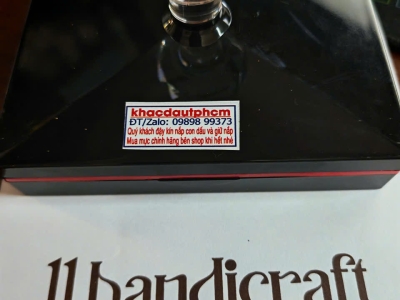 khacdautphcm
ĐT/Zalo: 09898 99373
Quý khách đậy kín nắp con dấu và giữ nắp
Mua mực chính hãng bên shop khi hết nhé
11 handicraft